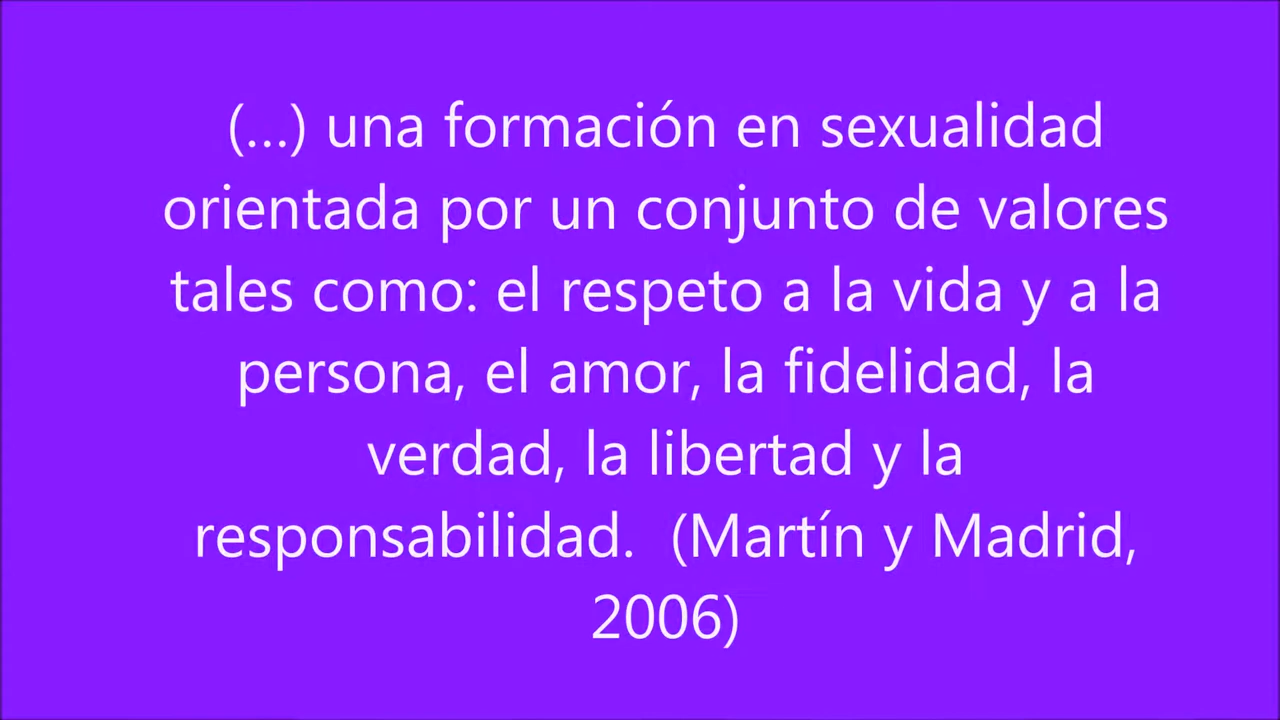 (…) una formación en sexualidad
orientada por un conjunto de valores
tales como: el respeto a la vida y a la
persona, el amor, la fidelidad, la
verdad, la libertad y la
responsabilidad.  (Martín y Madrid,
2006)